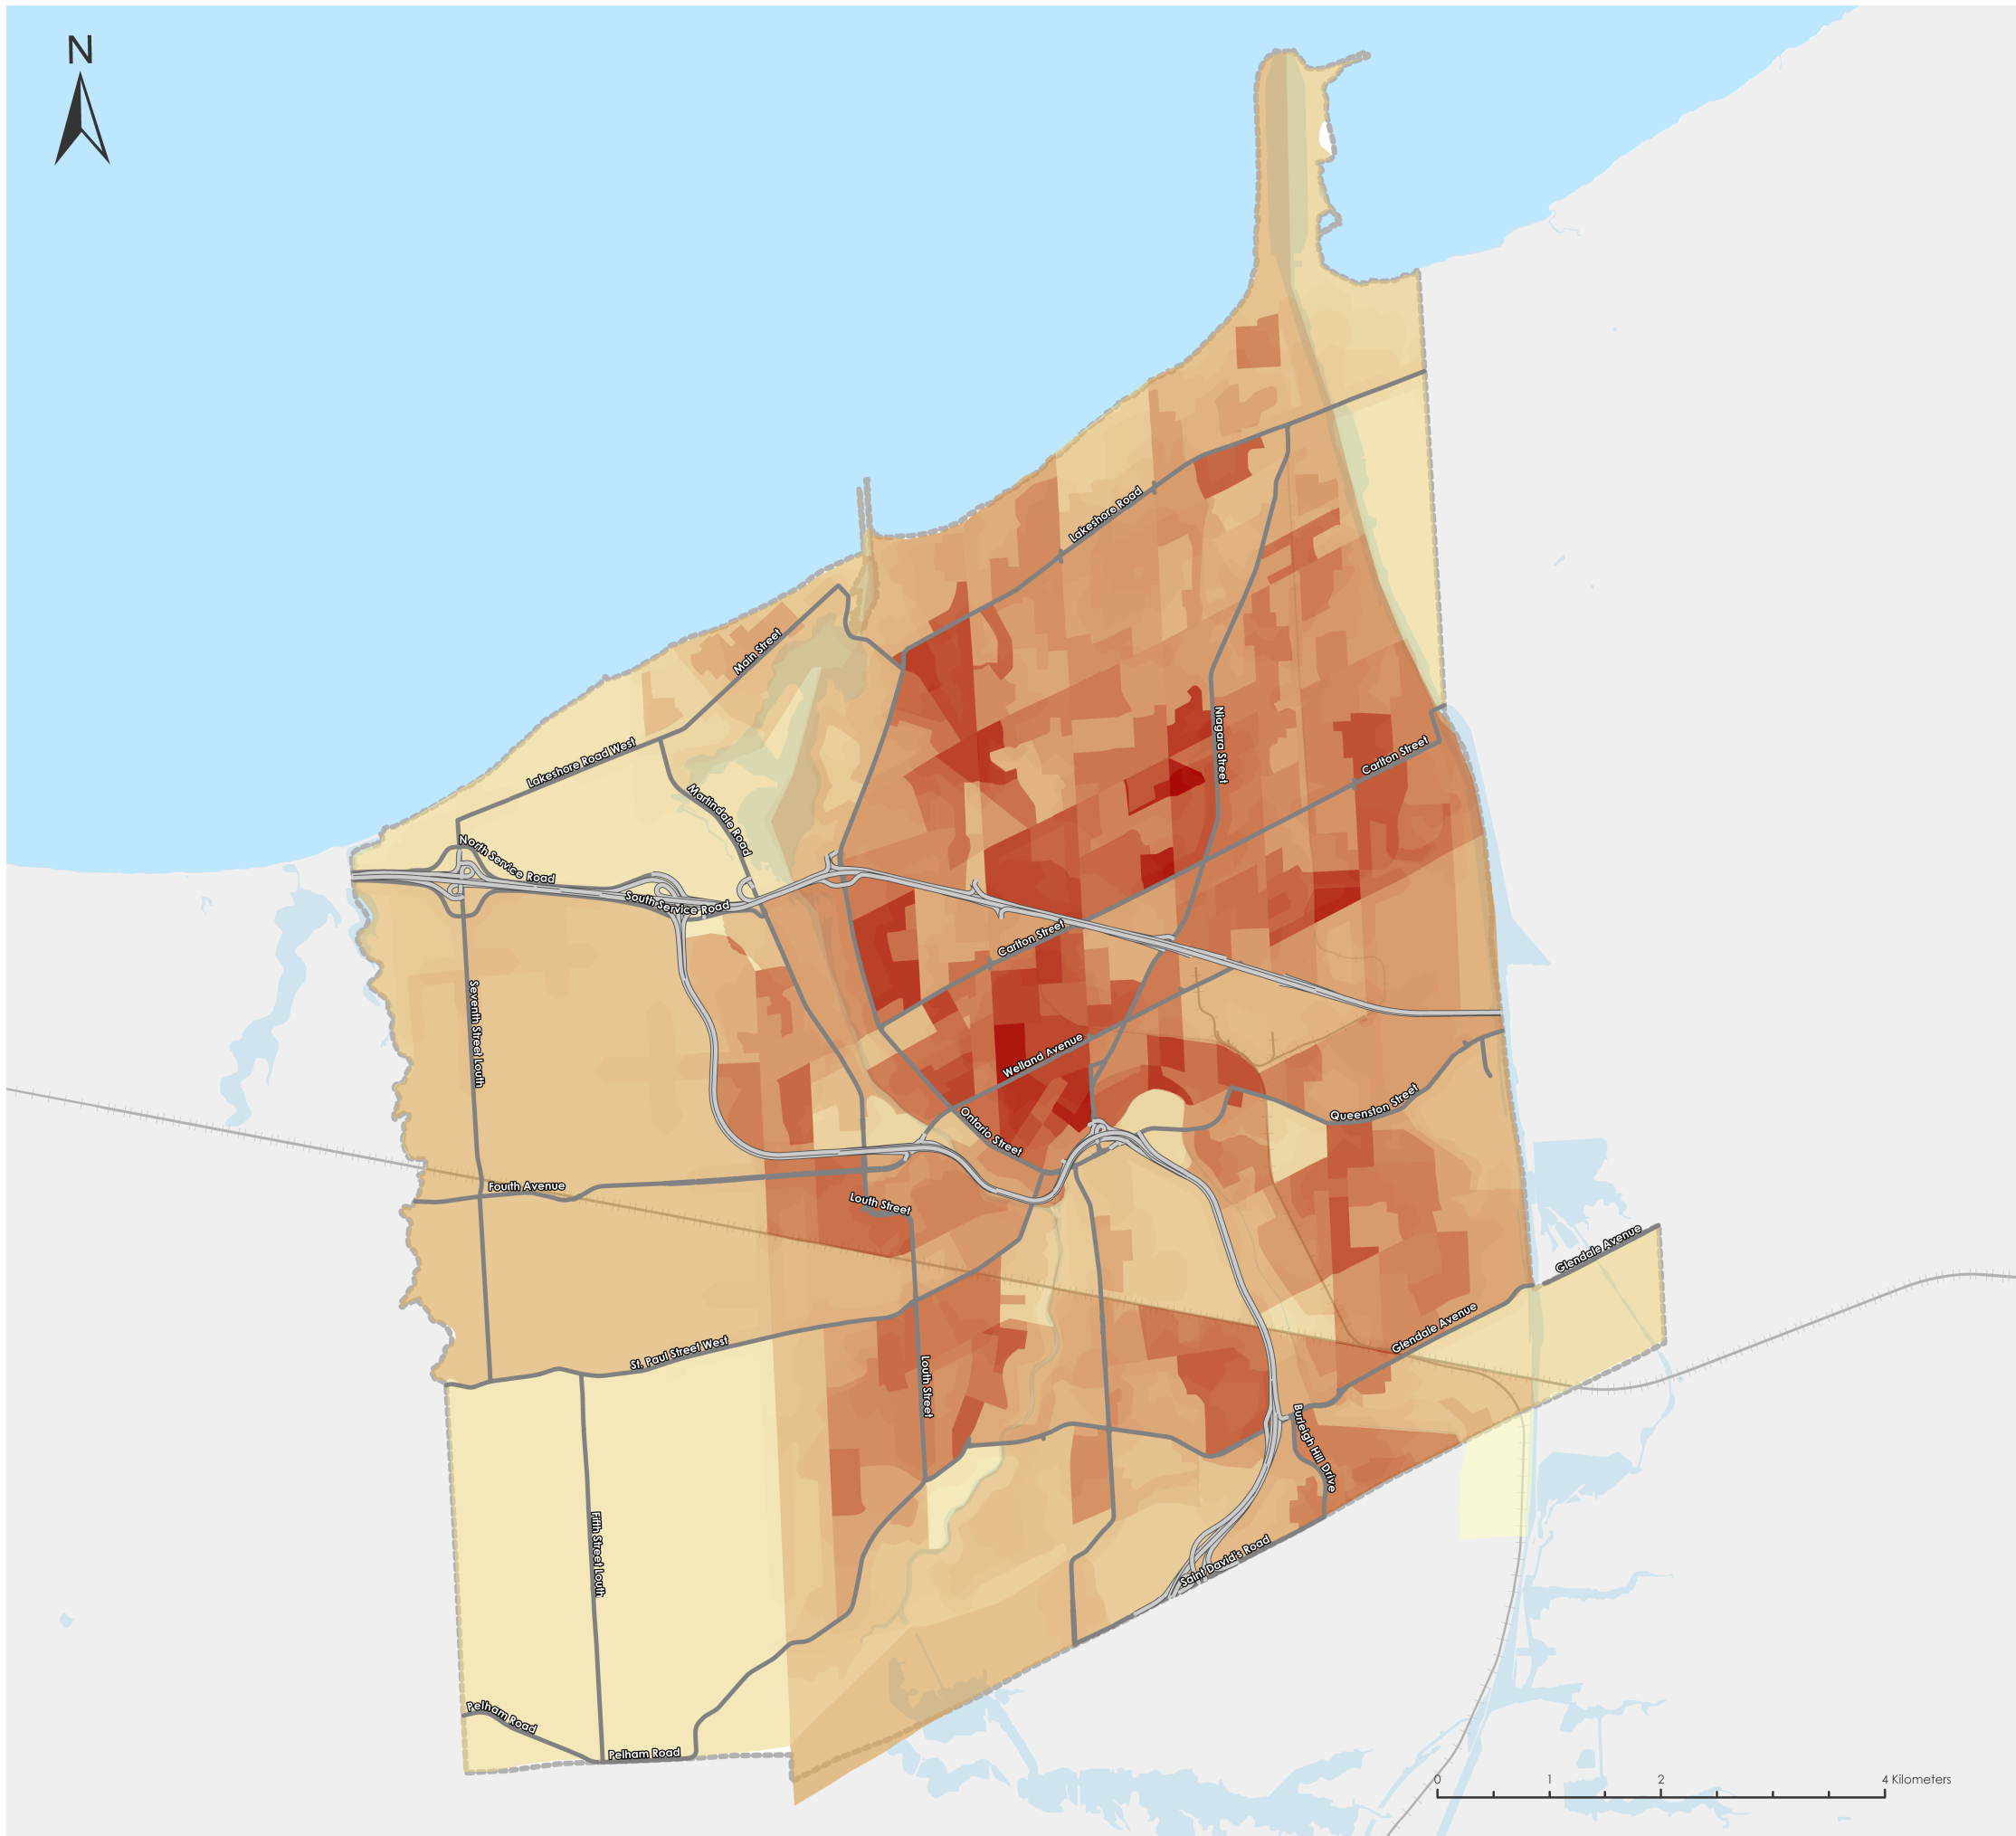 N
Lakeshore Road
Main Street
Niagara Street
Lakeshore Road West
Carlton Street
Martindale Road
North Service Road
South Service Road
Carlton Street
Seventh Street Louth
Welland Avenue
Ontario Street
Queenston Street
Fourth Avenue
Louth Street
Glendale Avenue
Glendale Avenue
St. Paul Street West
Louth Street
Burleigh Hill Drive
Fifth Street Louth
Saint David's Road
Pelham Road
Pelham Road
0 1 2 4 Kilometers